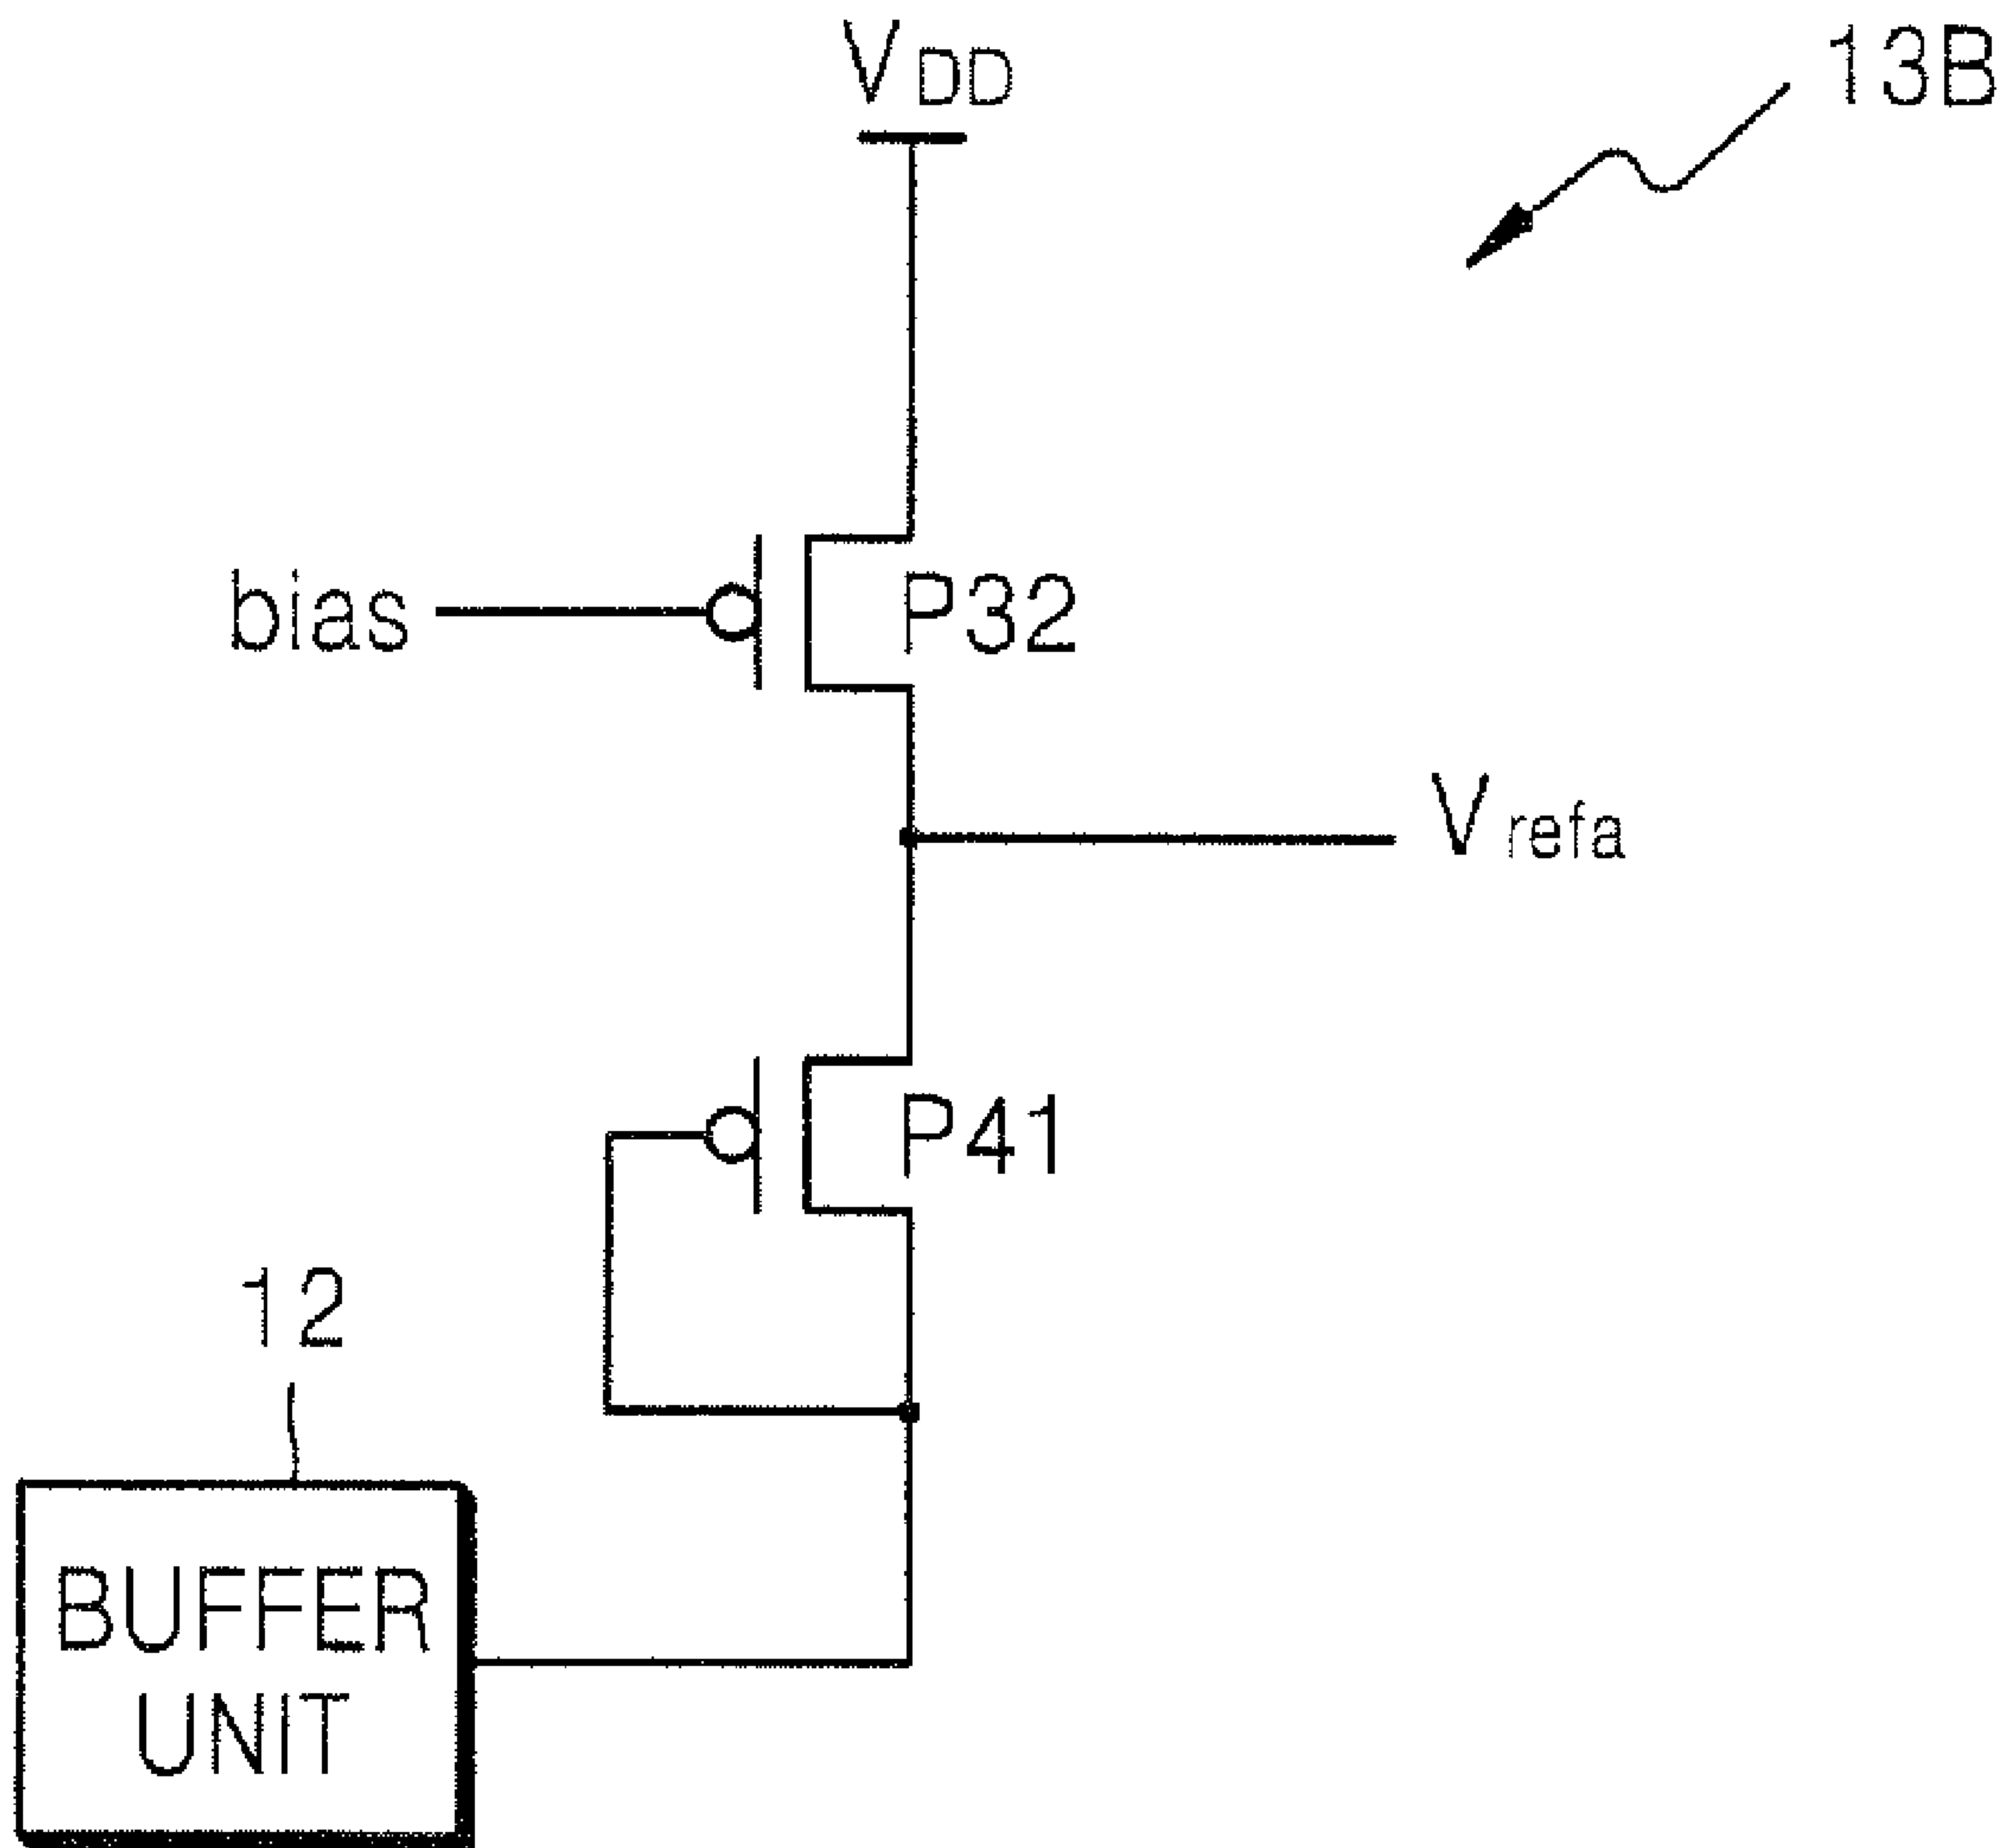 VDD
13B
bias
P32
Vrefa
P41
12
BUFFER
UNIT